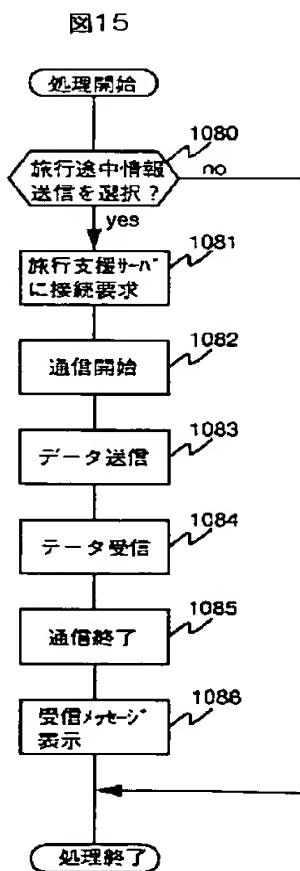 図15
処理開始
1080
旅行途中情報
送信を選択?
no
yes
1081
旅行支援サーバ
に接続要求
1082
通信開始
1083
データ送信
1084
テータ受信
1085
通信終了
1086
受信メッセージ
表示
処理終了